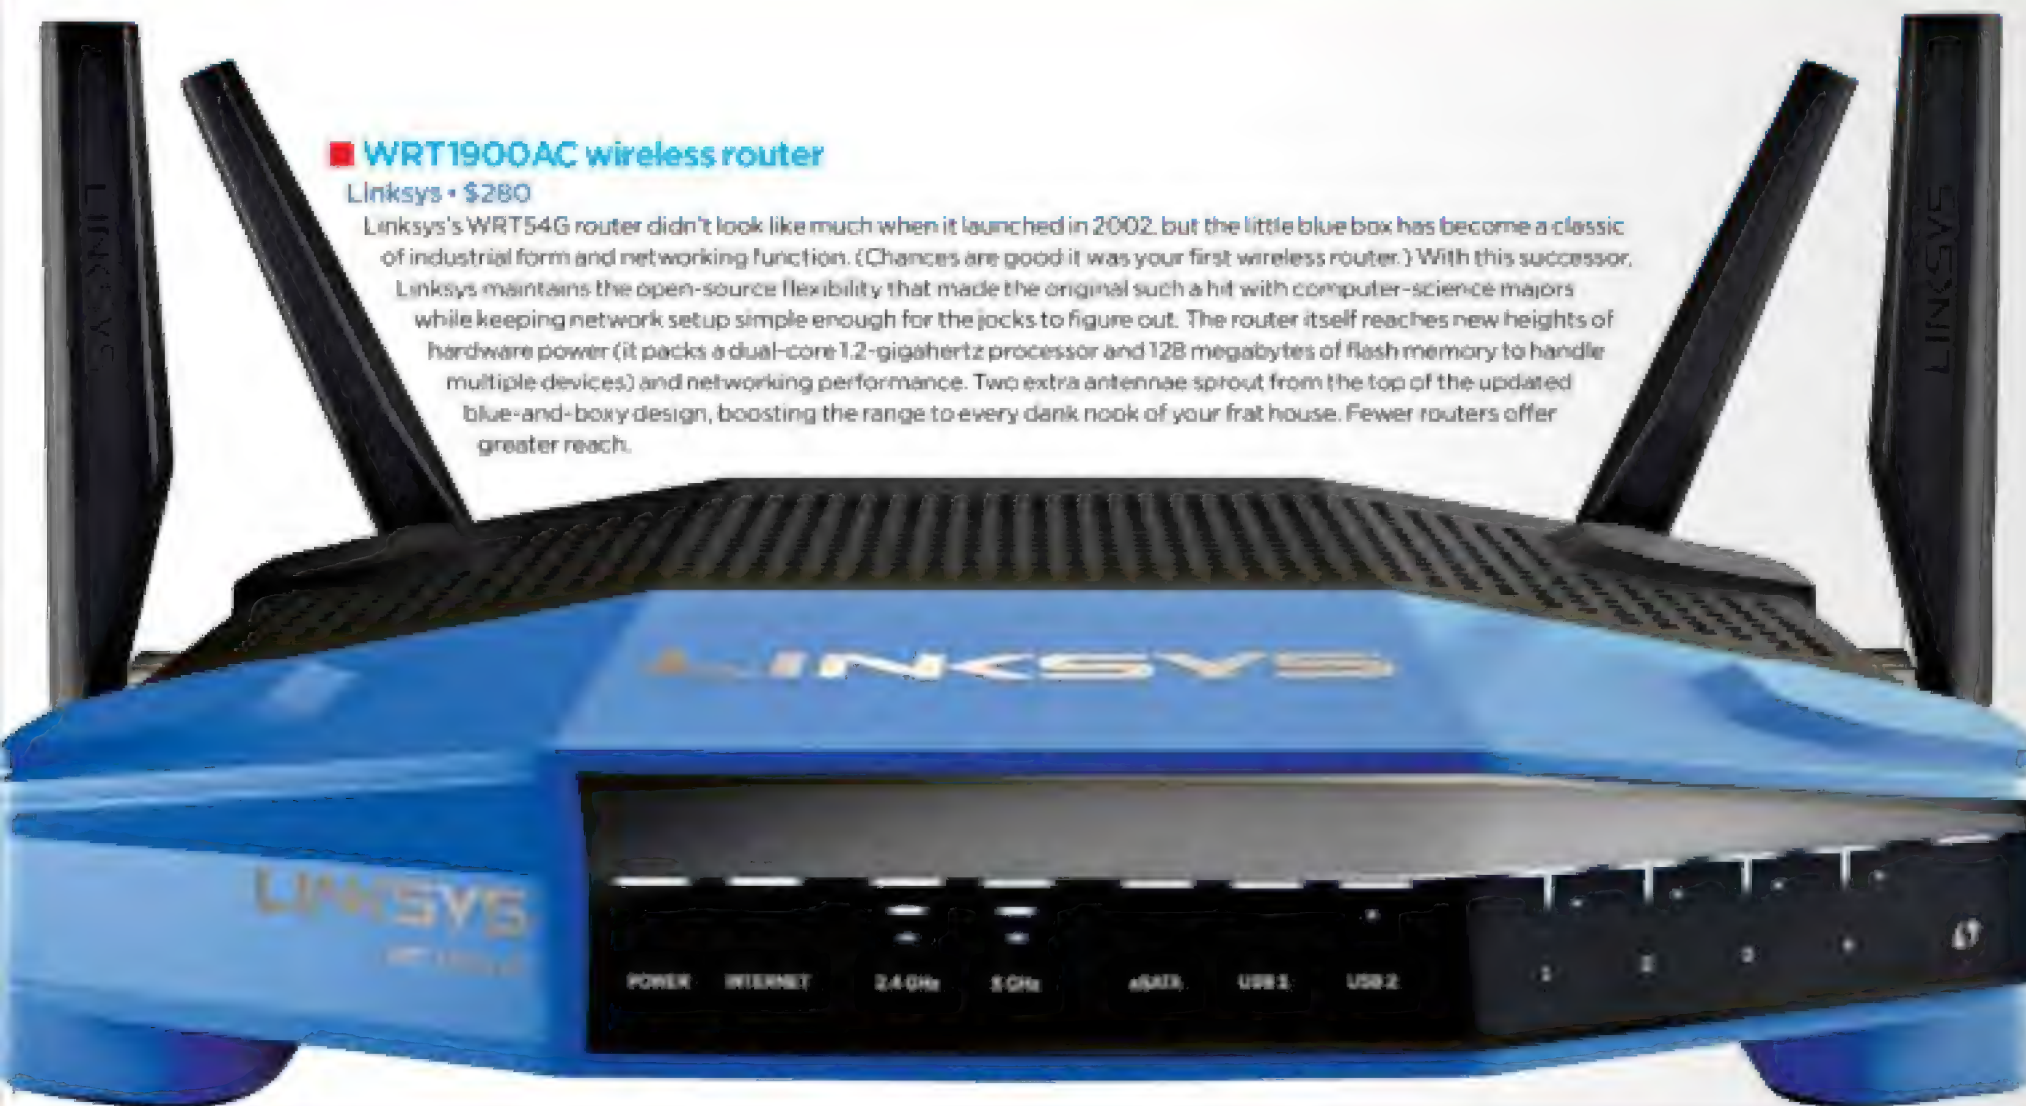 LINKSYS
LINKSYS
WRT1900AC wireless router
Linksys • $280
Linksys's WRT54G router didn't look like much when it launched in 2002, but the little blue box has become a classic
of industrial form and networking function. (Chances are good it was your first wireless router.) With this successor,
Linksys maintains the open-source flexibility that made the original such a hit with computer-science majors
while keeping network setup simple enough for the jocks to figure out. The router itself reaches new heights of
hardware power (it packs a dual-core 1.2-gigahertz processor and 128 megabytes of flash memory to handle
multiple devices) and networking performance. Two extra antennae sprout from the top of the updated
blue-and-boxy design, boosting the range to every dank nook of your frat house. Fewer routers offer
greater reach.
LINKSYS
LINKSYS
POWER INTERNET 2.4 GHz 5 GHz eSATA USB 1 USB 2 1 2 3 4